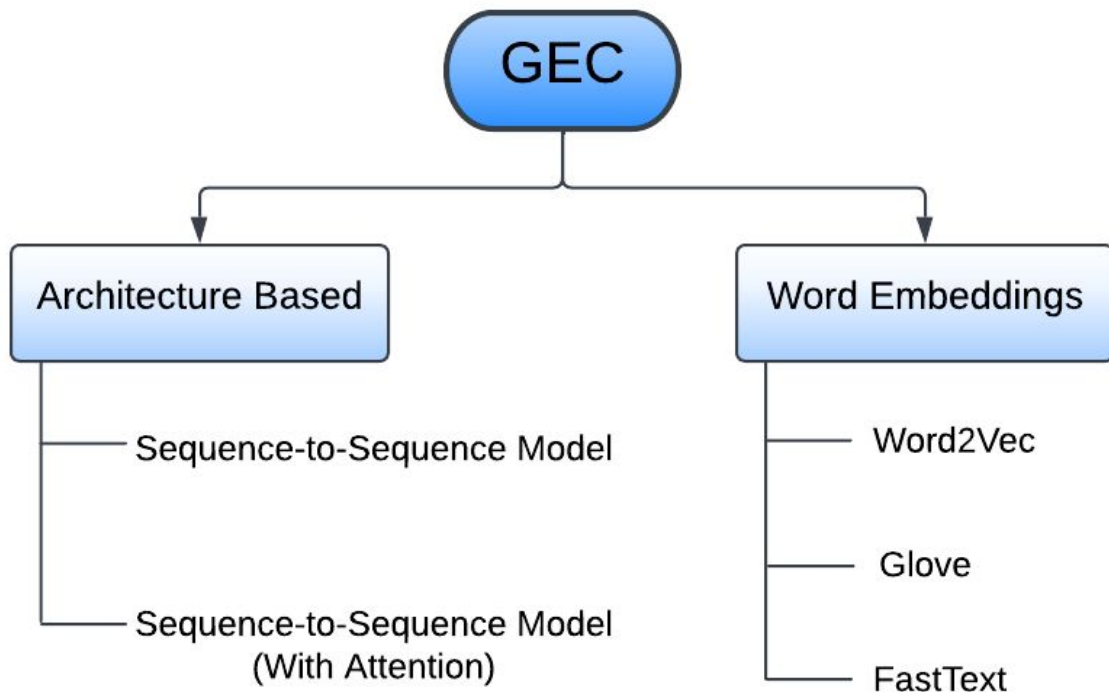 GEC
Architecture Based
Word Embeddings
Sequence-to-Sequence Model
Sequence-to-Sequence Model
(With Attention)
Word2Vec
Glove
FastText